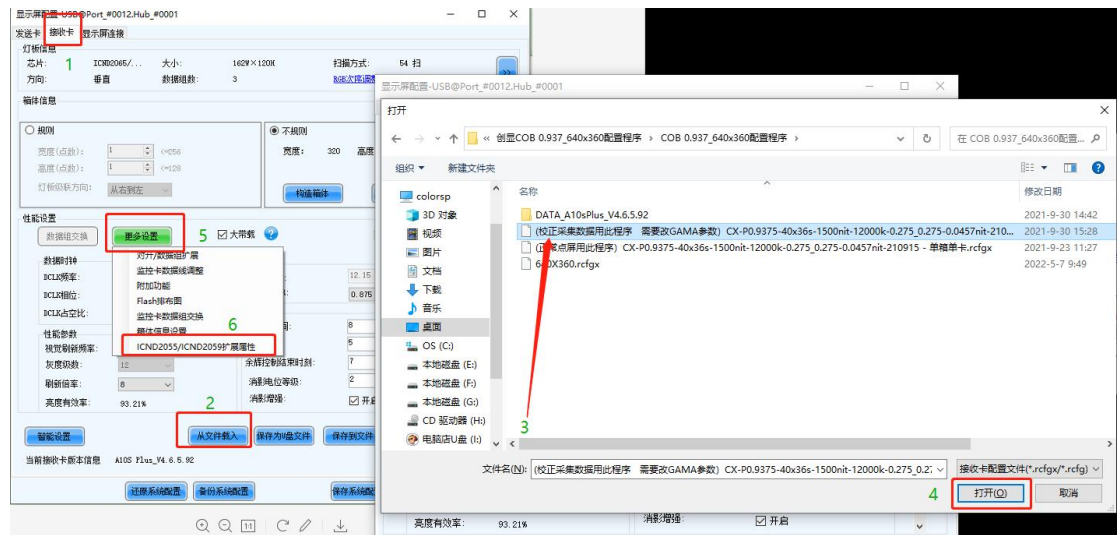 显示屏配置-USB@Port_#0012.Hub_#0001
发送卡 接收卡 显示屏连接
1
灯板信息
芯片: ICND2065/... 大小: 162W×120H 扫描方式: 54 扫
方向: 垂直 数据组数: 3 RGB次序调整
>>
箱体信息
规则 不规则
宽度(点数): 1 <=256 宽度: 320 高度
高度(点数): 1 <=128
灯板级联方向: 从右到左 构造箱体
性能设置
数据组交换 更多设置 5 大带载
对开/数据组扩展
监控卡数据线调整
附加功能
Flash排布图
监控卡数据组交换
箱体信息设置
6
ICND2055/ICND2059扩展属性
数据时钟
DCLK频率: 12.15
DCLK相位: 0.875
DCLK占空比:
性能参数 8
视觉刷新频率: 5
灰度级数: 12 余辉控制结束时刻: 7
刷新倍率: 8 消影电位等级: 2
亮度有效率: 93.21% 消影增强: 开启
2
智能设置 从文件载入 保存为U盘文件 保存到文件
当前接收卡版本信息 A10S Plus_V4.6.5.92
还原系统配置 备份系统配置 保存系统配
显示屏配置-USB@Port_#0012.Hub_#0001
打开
« 创显COB 0.937_640x360配置程序 › COB 0.937_640x360配置程序 ›
在 COB 0.937_640x360配置...
组织 新建文件夹
colorsp
3D 对象
视频
图片
文档
下载
音乐
桌面
OS (C:)
本地磁盘 (E:)
本地磁盘 (F:)
本地磁盘 (G:)
CD 驱动器 (H:)
电脑店U盘 (I:)
名称 修改日期
DATA_A10sPlus_V4.6.5.92 2021-9-30 14:42
(校正采集数据用此程序 需要改GAMA参数) CX-P0.9375-40x36s-1500nit-12000k-0.275_0.275-0.0457nit-210... 2021-9-30 15:28
(正常点屏用此程序) CX-P0.9375-40x36s-1500nit-12000k-0.275_0.275-0.0457nit-210915 - 单箱单卡.rcfgx 2021-9-23 11:27
640X360.rcfgx 2022-5-7 9:49
3
文件名(N): (校正采集数据用此程序 需要改GAMA参数) CX-P0.9375-40x36s-1500nit-12000k-0.275_0.27 接收卡配置文件(*.rcfgx/*.rcfg)
4
打开(O) 取消
亮度有效率: 93.21% 消影增强: 开启